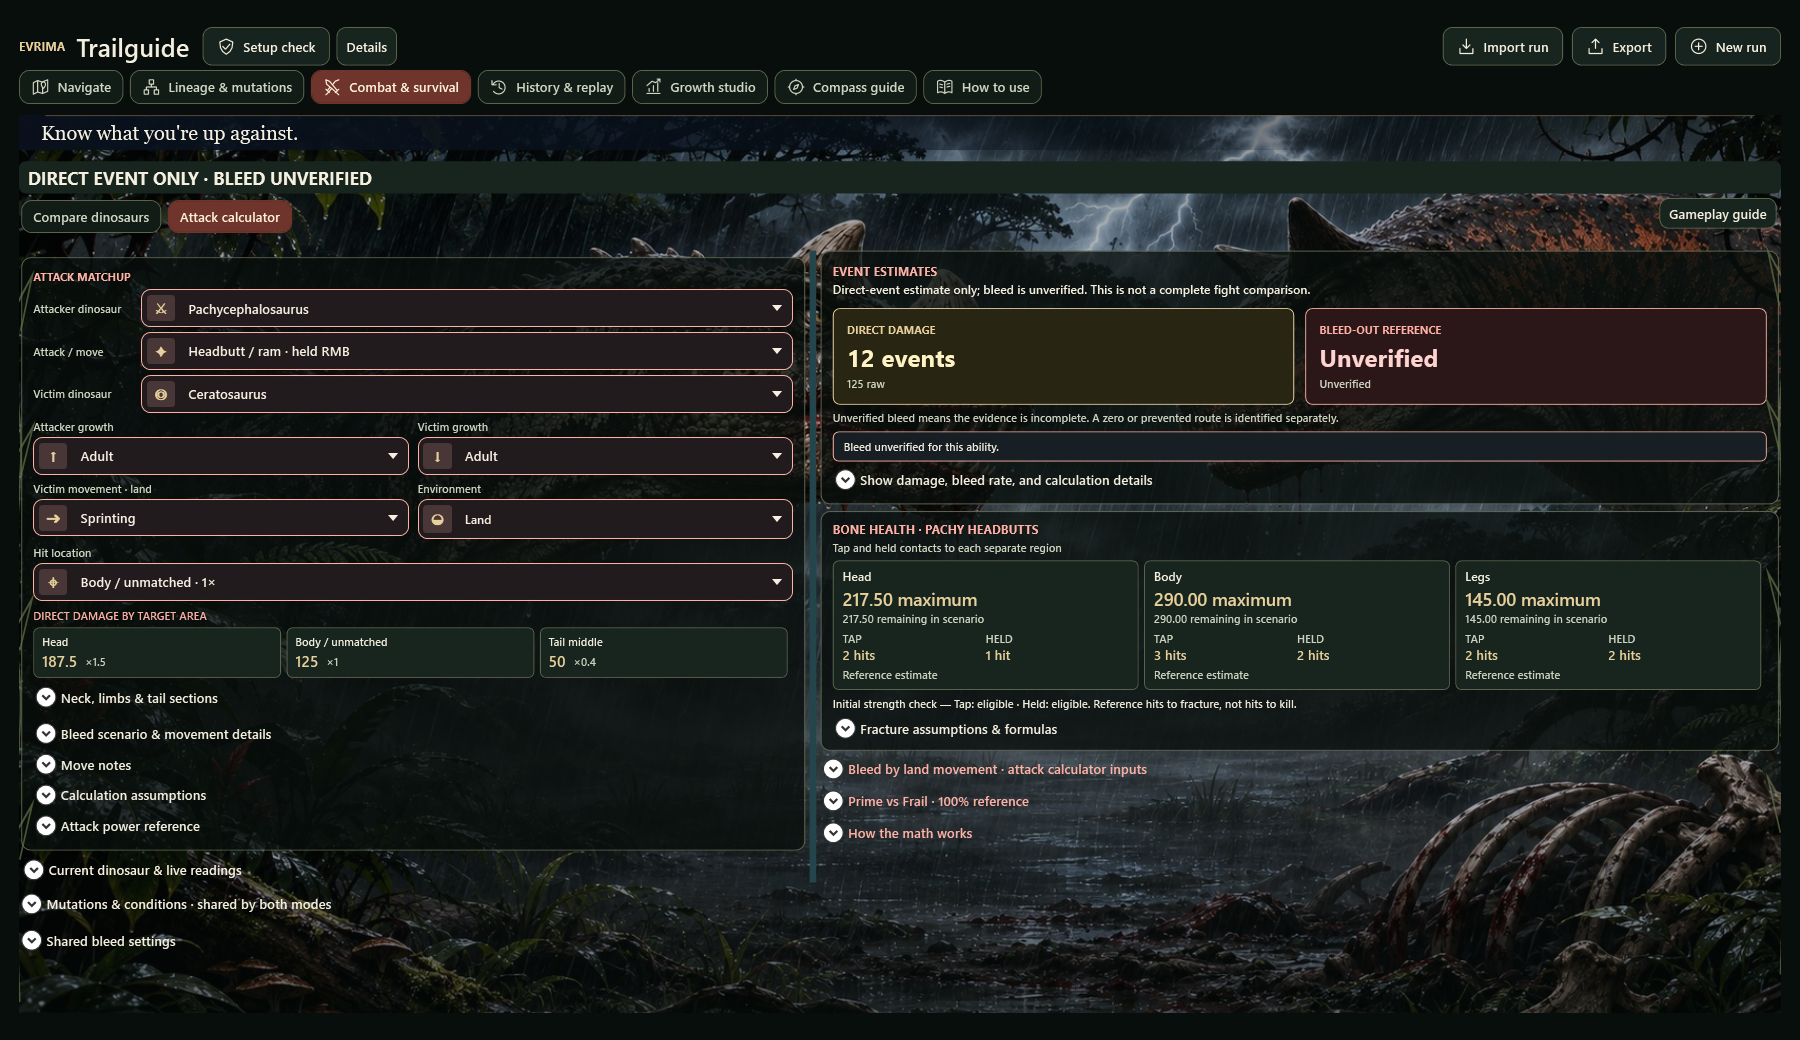 EVRIMA Trailguide
Setup check
Details
Import run
Export
New run
Navigate
Lineage & mutations
Combat & survival
History & replay
Growth studio
Compass guide
How to use
Know what you're up against.
DIRECT EVENT ONLY · BLEED UNVERIFIED
Compare dinosaurs
Attack calculator
Gameplay guide
ATTACK MATCHUP
Attacker dinosaur
Pachycephalosaurus
Attack / move
Headbutt / ram · held RMB
Victim dinosaur
Ceratosaurus
Attacker growth
Victim growth
Adult
Adult
Victim movement · land
Environment
Sprinting
Land
Hit location
Body / unmatched · 1×
DIRECT DAMAGE BY TARGET AREA
Head
187.5 ×1.5
Body / unmatched
125 ×1
Tail middle
50 ×0.4
Neck, limbs & tail sections
Bleed scenario & movement details
Move notes
Calculation assumptions
Attack power reference
Current dinosaur & live readings
Mutations & conditions · shared by both modes
Shared bleed settings
EVENT ESTIMATES
Direct-event estimate only; bleed is unverified. This is not a complete fight comparison.
DIRECT DAMAGE
12 events
125 raw
BLEED-OUT REFERENCE
Unverified
Unverified
Unverified bleed means the evidence is incomplete. A zero or prevented route is identified separately.
Bleed unverified for this ability.
Show damage, bleed rate, and calculation details
BONE HEALTH · PACHY HEADBUTTS
Tap and held contacts to each separate region
Head
217.50 maximum
217.50 remaining in scenario
TAP HELD
2 hits 1 hit
Reference estimate
Body
290.00 maximum
290.00 remaining in scenario
TAP HELD
3 hits 2 hits
Reference estimate
Legs
145.00 maximum
145.00 remaining in scenario
TAP HELD
2 hits 2 hits
Reference estimate
Initial strength check — Tap: eligible · Held: eligible. Reference hits to fracture, not hits to kill.
Fracture assumptions & formulas
Bleed by land movement · attack calculator inputs
Prime vs Frail · 100% reference
How the math works